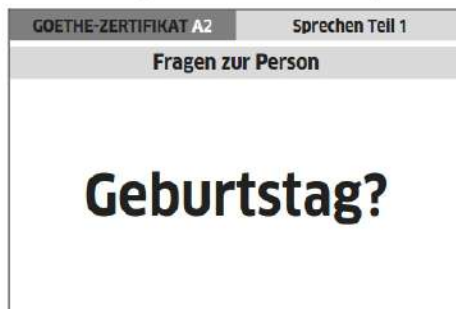 GOETHE-ZERTIFIKAT A2 Sprechen Teil 1
Fragen zur Person
Geburtstag?